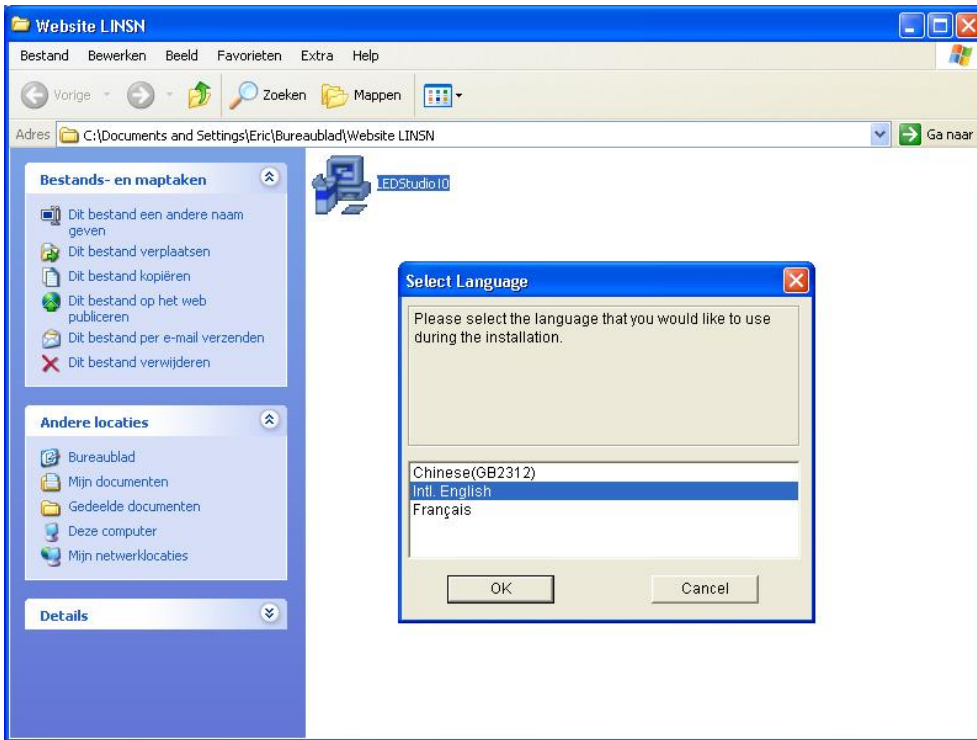 Website LINSN
Bestand Bewerken Beeld Favorieten Extra Help
Vorige Zoeken Mappen
Adres C:\Documents and Settings\Eric\Bureaublad\Website LINSN Ga naar
Bestands- en maptaken
Dit bestand een andere naam
geven
Dit bestand verplaatsen
Dit bestand kopiëren
Dit bestand op het web
publiceren
Dit bestand per e-mail verzenden
Dit bestand verwijderen
Andere locaties
Bureaublad
Mijn documenten
Gedeelde documenten
Deze computer
Mijn netwerklocaties
Details
LEDStudio10
Select Language
Please select the language that you would like to use
during the installation.
Chinese(GB2312)
Intl. English
Français
OK Cancel